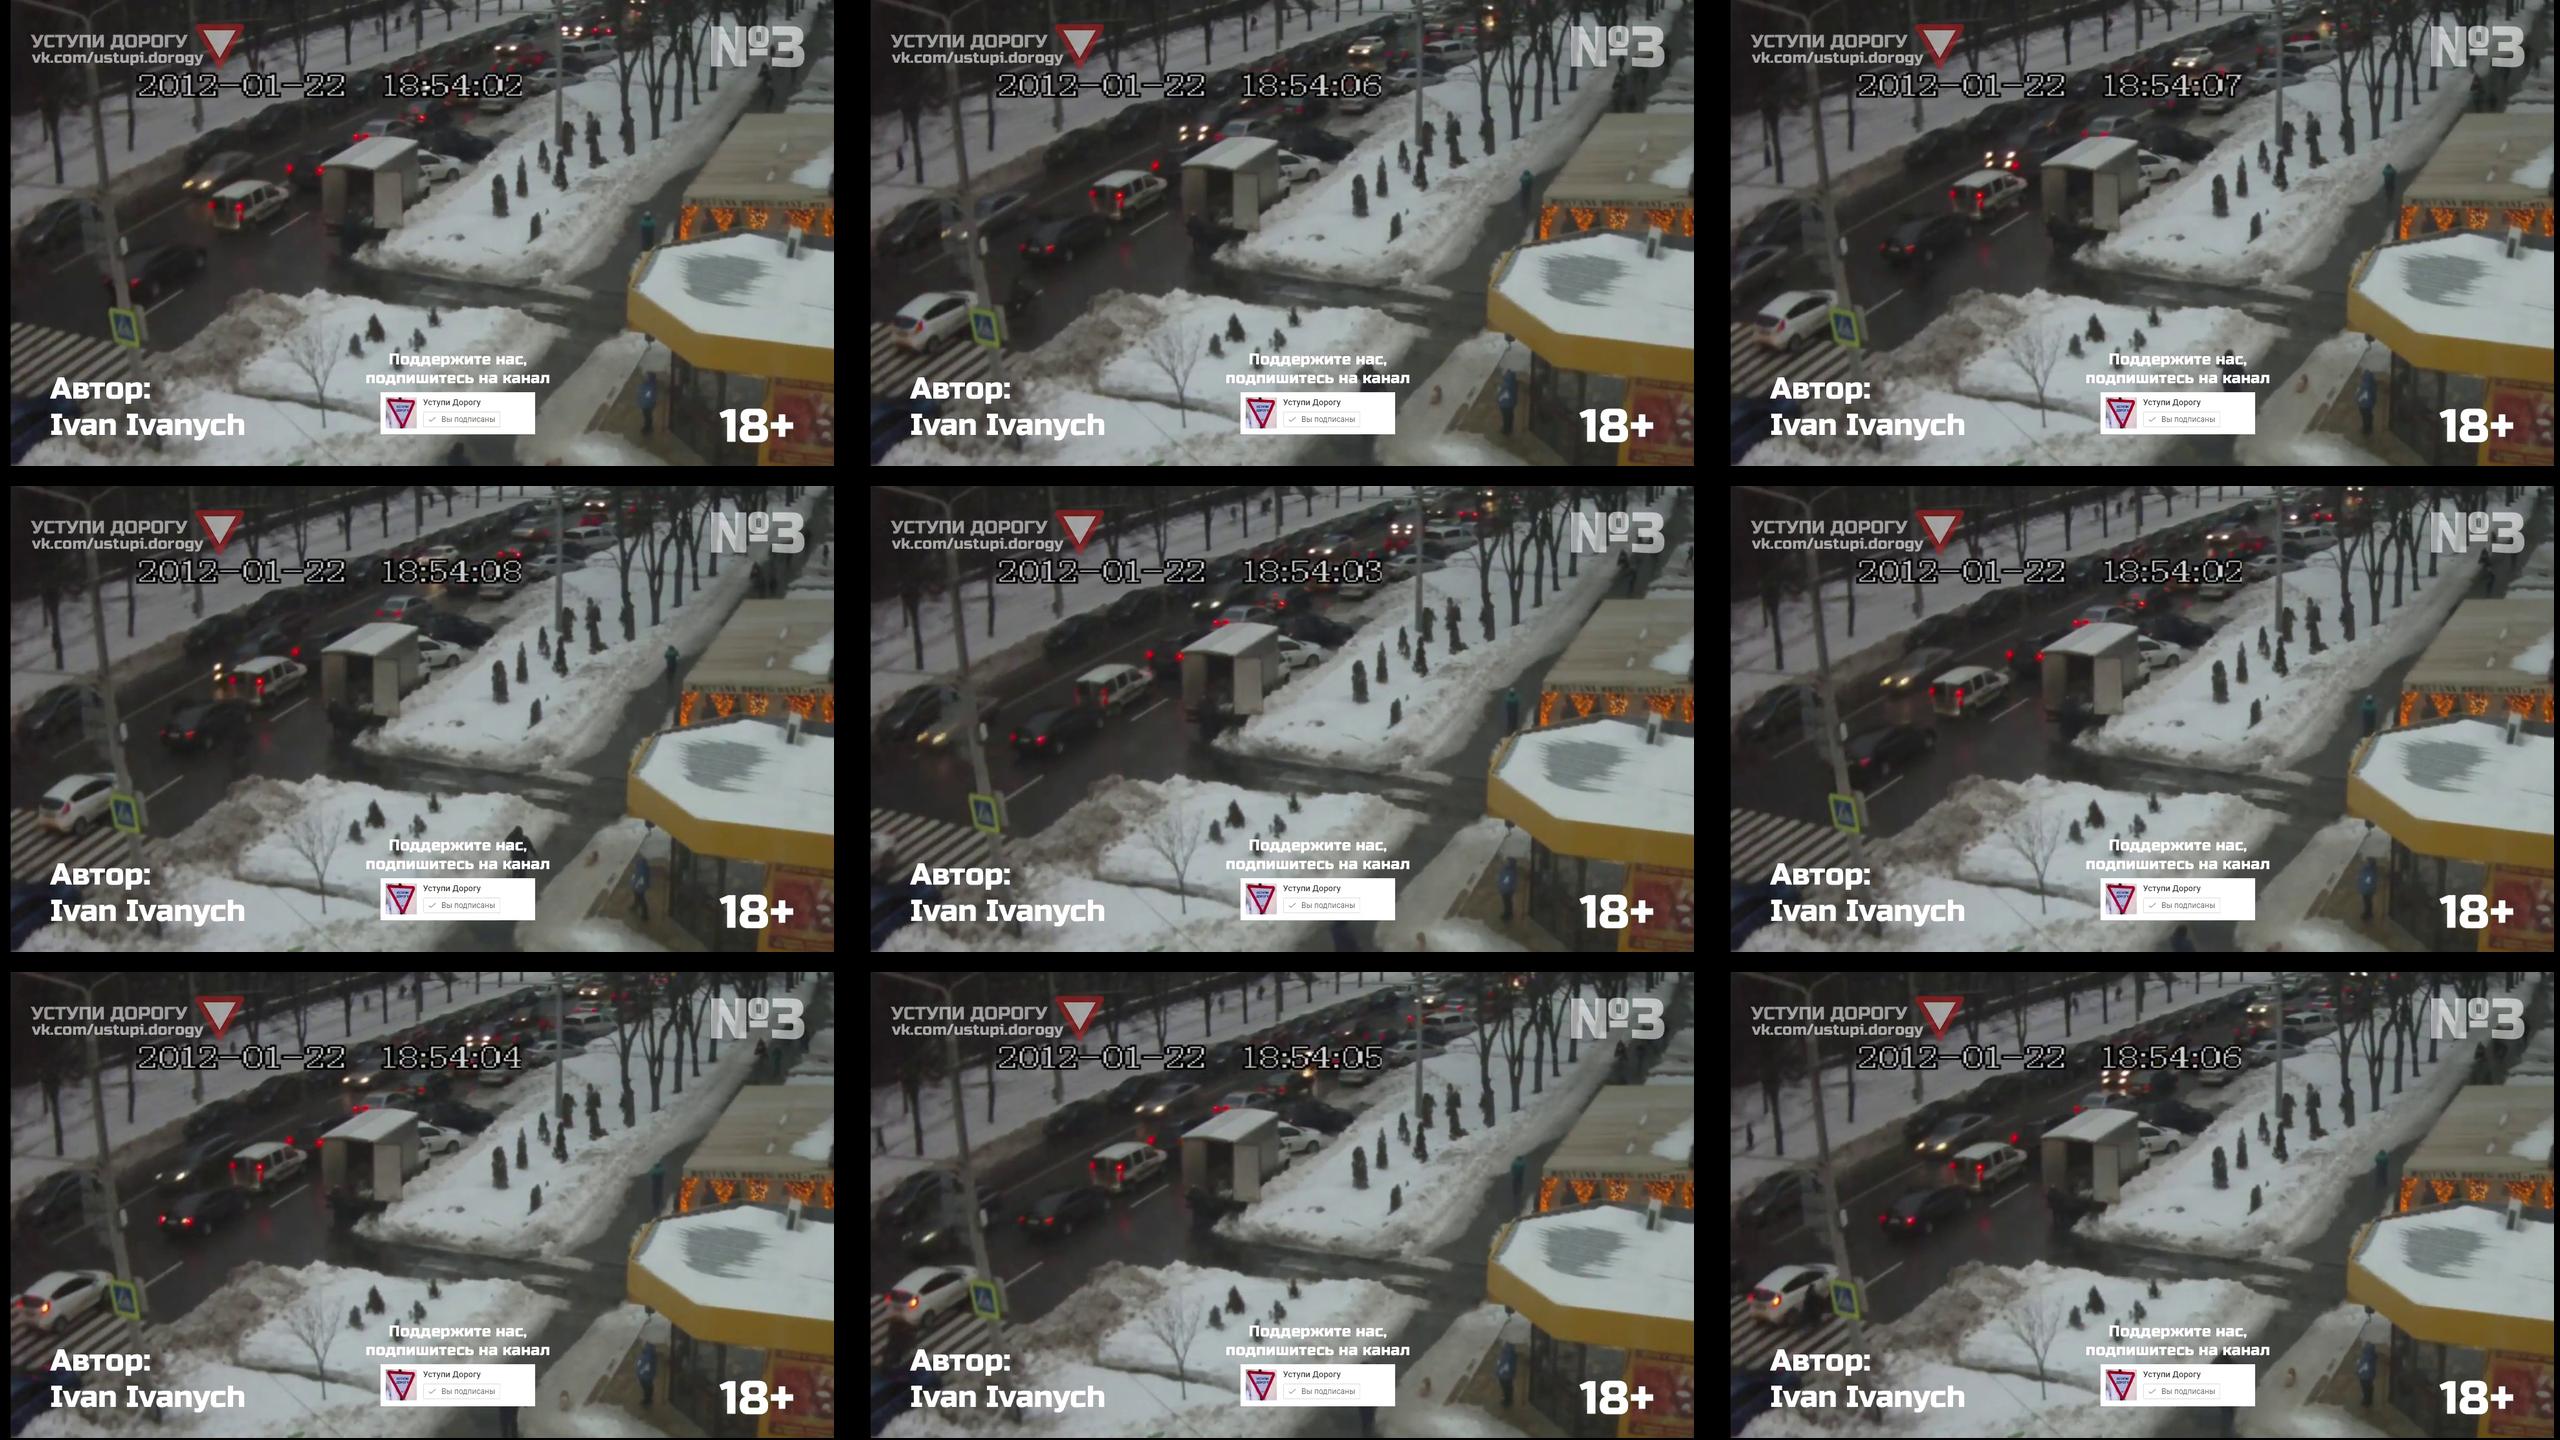 УСТУПИ ДОРОГУ
vk.com/ustupi.dorogy
№3
2012-01-22 18:54:02
Поддержите нас,
подпишитесь на канал
Уступи Дорогу
Вы подписаны
Автор:
Ivan Ivanych
18+
УСТУПИ ДОРОГУ
vk.com/ustupi.dorogy
№3
2012-01-22 18:54:06
Поддержите нас,
подпишитесь на канал
Уступи Дорогу
Вы подписаны
Автор:
Ivan Ivanych
18+
УСТУПИ ДОРОГУ
vk.com/ustupi.dorogy
№3
2012-01-22 18:54:07
Поддержите нас,
подпишитесь на канал
Уступи Дорогу
Вы подписаны
Автор:
Ivan Ivanych
18+
УСТУПИ ДОРОГУ
vk.com/ustupi.dorogy
№3
2012-01-22 18:54:08
Поддержите нас,
подпишитесь на канал
Уступи Дорогу
Вы подписаны
Автор:
Ivan Ivanych
18+
УСТУПИ ДОРОГУ
vk.com/ustupi.dorogy
№3
2012-01-22 18:54:03
Поддержите нас,
подпишитесь на канал
Уступи Дорогу
Вы подписаны
Автор:
Ivan Ivanych
18+
УСТУПИ ДОРОГУ
vk.com/ustupi.dorogy
№3
2012-01-22 18:54:02
Поддержите нас,
подпишитесь на канал
Уступи Дорогу
Вы подписаны
Автор:
Ivan Ivanych
18+
УСТУПИ ДОРОГУ
vk.com/ustupi.dorogy
№3
2012-01-22 18:54:04
Поддержите нас,
подпишитесь на канал
Уступи Дорогу
Вы подписаны
Автор:
Ivan Ivanych
18+
УСТУПИ ДОРОГУ
vk.com/ustupi.dorogy
№3
2012-01-22 18:54:05
Поддержите нас,
подпишитесь на канал
Уступи Дорогу
Вы подписаны
Автор:
Ivan Ivanych
18+
УСТУПИ ДОРОГУ
vk.com/ustupi.dorogy
№3
2012-01-22 18:54:06
Поддержите нас,
подпишитесь на канал
Уступи Дорогу
Вы подписаны
Автор:
Ivan Ivanych
18+